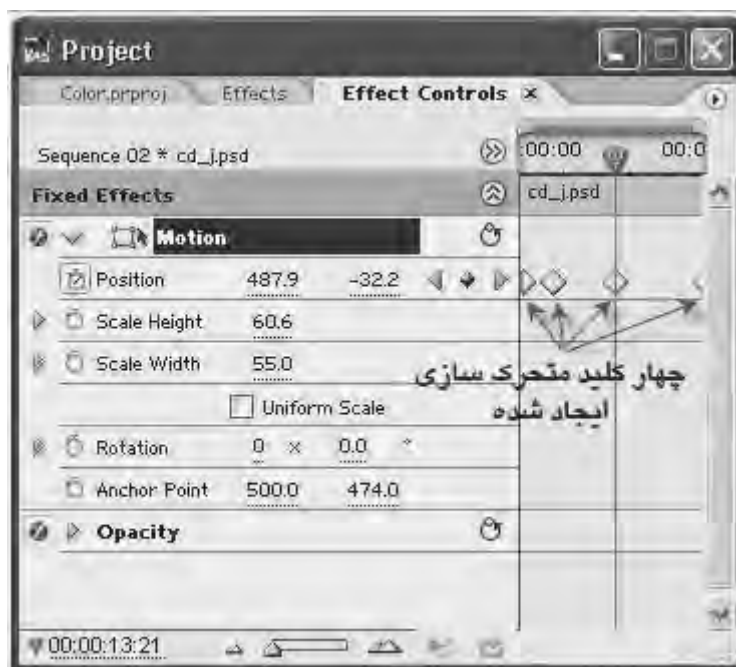 Project
Color.prproj Effects Effect Controls
Sequence 02 * cd_j.psd :00:00 00:0
Fixed Effects cd_j.psd
Motion
Position 487.9 -32.2
Scale Height 60.6
Scale Width 55.0
چهار کلید متحرک سازی
ایجاد شده
Uniform Scale
Rotation 0 x 0.0 °
Anchor Point 500.0 474.0
Opacity
00:00:13:21